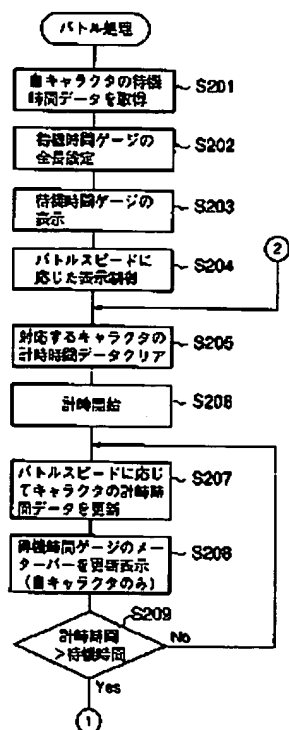 バトル処理
自キャラクタの待機
時間データを取得
S201
待機時間ゲージの
全長設定
S202
待機時間ゲージの
表示
S203
バトルスピードに
応じた表示制御
S204
2
対応するキャラクタの
計時時間データクリア
S205
計時開始
S206
バトルスピードに応じ
てキャラクタの計時時
間データを更新
S207
待機時間ゲージのメー
ターバーを更新表示
(自キャラクタのみ)
S208
S209
計時時間
>待機時間
No
Yes
1